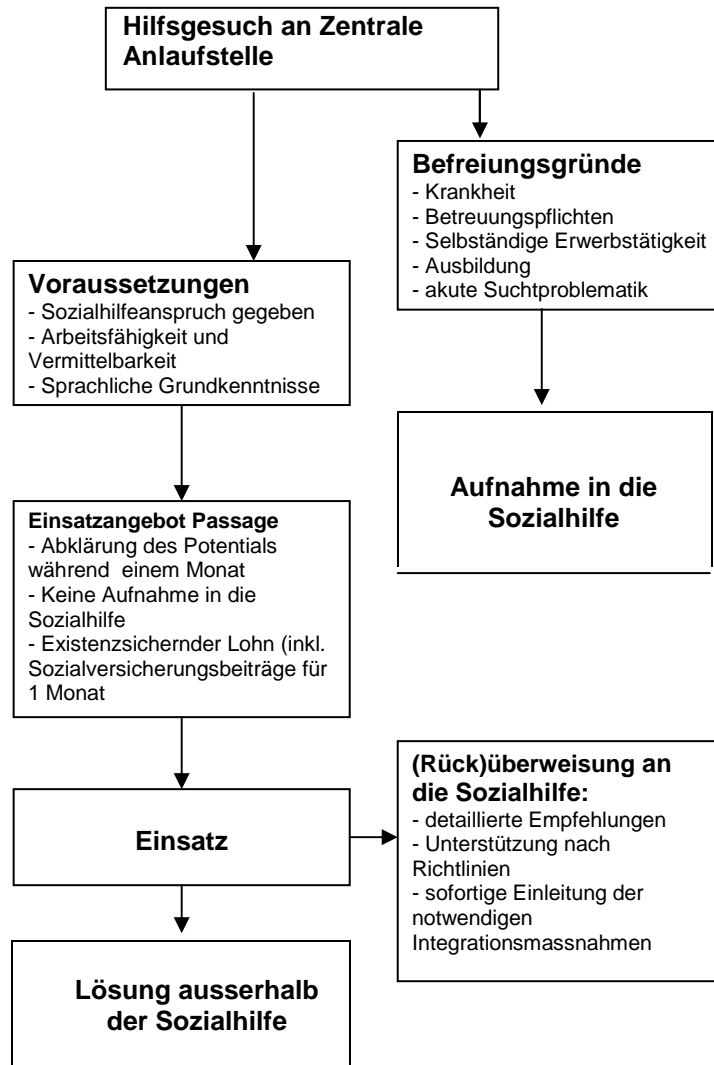 Hilfsgesuch an Zentrale
Anlaufstelle
Befreiungsgründe
- Krankheit
- Betreuungspflichten
- Selbständige Erwerbstätigkeit
- Ausbildung
- akute Suchtproblematik
Voraussetzungen
- Sozialhilfeanspruch gegeben
- Arbeitsfähigkeit und
Vermittelbarkeit
- Sprachliche Grundkenntnisse
Aufnahme in die
Sozialhilfe
Einsatzangebot Passage
- Abklärung des Potentials
während einem Monat
- Keine Aufnahme in die
Sozialhilfe
- Existenzsichernder Lohn (inkl.
Sozialversicherungsbeiträge für
1 Monat
(Rück)überweisung an
die Sozialhilfe:
- detaillierte Empfehlungen
- Unterstützung nach
Richtlinien
- sofortige Einleitung der
notwendigen
Integrationsmassnahmen
Einsatz
Lösung ausserhalb
der Sozialhilfe